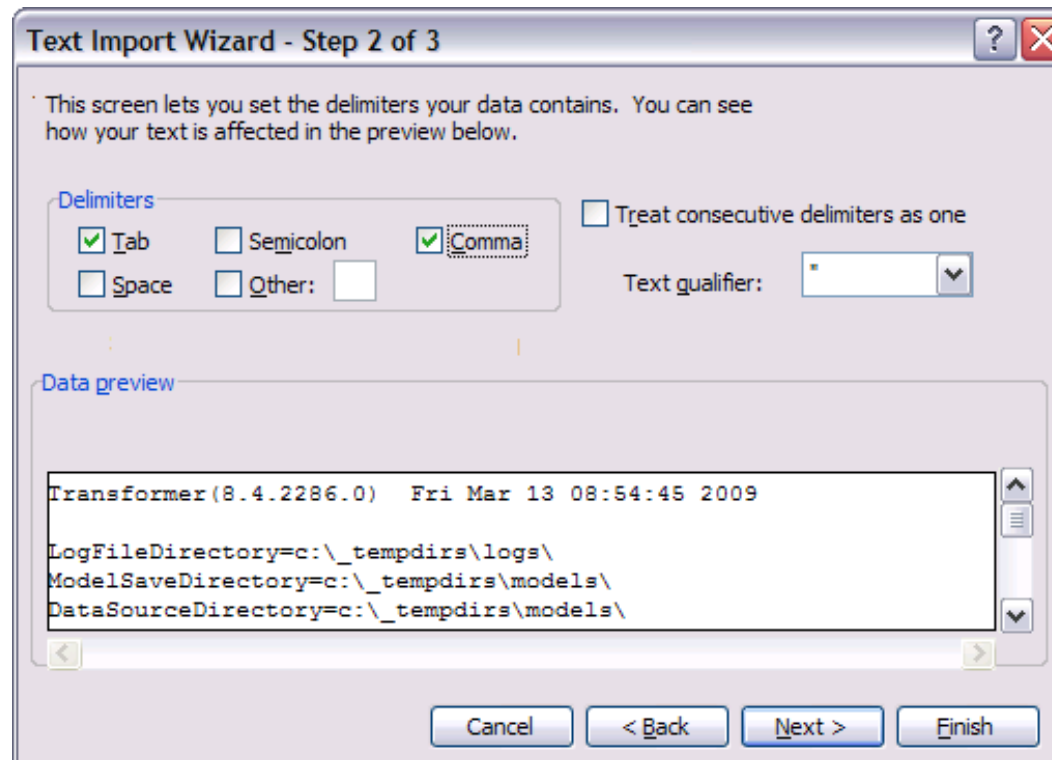 Text Import Wizard - Step 2 of 3
?
This screen lets you set the delimiters your data contains. You can see
how your text is affected in the preview below.
Delimiters
Tab
Semicolon
Comma
Space
Other:
Treat consecutive delimiters as one
Text qualifier:
"
Data preview
Transformer(8.4.2286.0)  Fri Mar 13 08:54:45 2009
LogFileDirectory=c:\_tempdirs\logs\
ModelSaveDirectory=c:\_tempdirs\models\
DataSourceDirectory=c:\_tempdirs\models\
Cancel
< Back
Next >
Finish